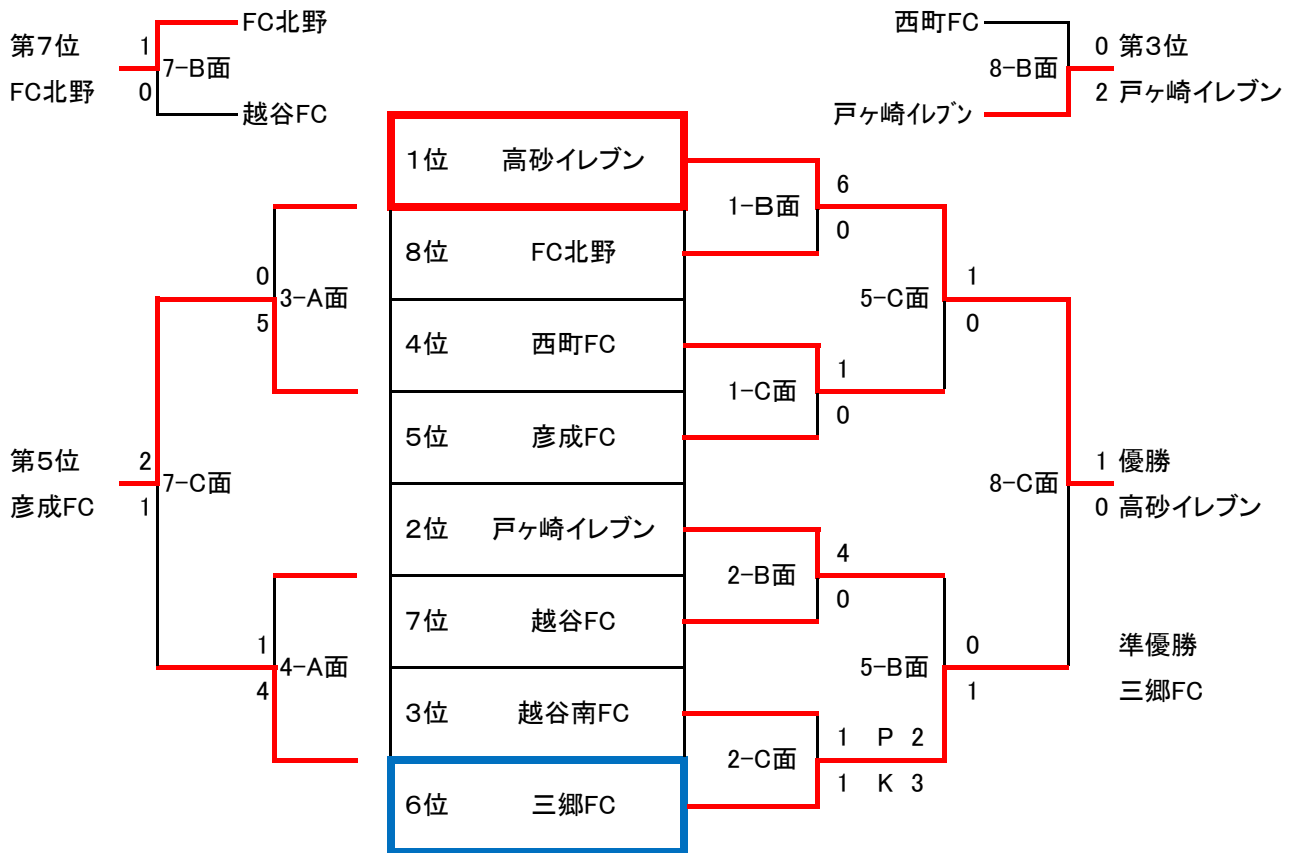 FC北野
第7位
1
7-B面
FC北野
0
越谷FC
西町FC
0 第3位
8-B面
2 戸ヶ崎イレブン
戸ヶ崎イレブン
1位 高砂イレブン
8位 FC北野
4位 西町FC
5位 彦成FC
2位 戸ヶ崎イレブン
7位 越谷FC
3位 越谷南FC
6位 三郷FC
0
3-A面
5
第5位
2
7-C面
彦成FC
1
1
4-A面
4
6
1-B面
0
1
5-C面
0
1
1-C面
0
1 優勝
8-C面
0 高砂イレブン
4
2-B面
0
0
5-B面
1
準優勝
三郷FC
1 P 2
2-C面
1 K 3